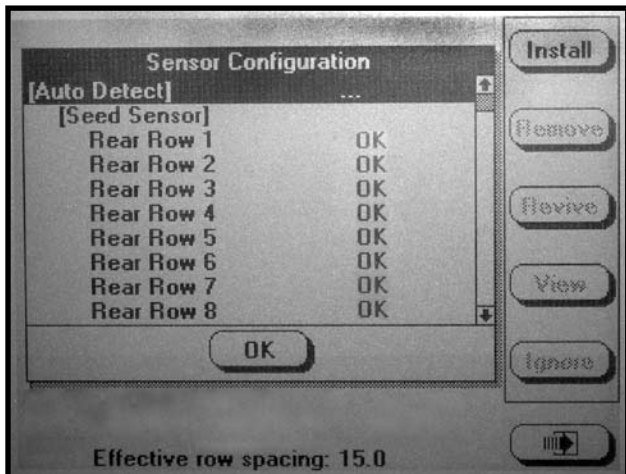 Sensor Configuration
[Auto Detect] ...
[Seed Sensor]
Rear Row 1 OK
Rear Row 2 OK
Rear Row 3 OK
Rear Row 4 OK
Rear Row 5 OK
Rear Row 6 OK
Rear Row 7 OK
Rear Row 8 OK
OK
Effective row spacing: 15.0
Install
Remove
Revive
View
Ignore